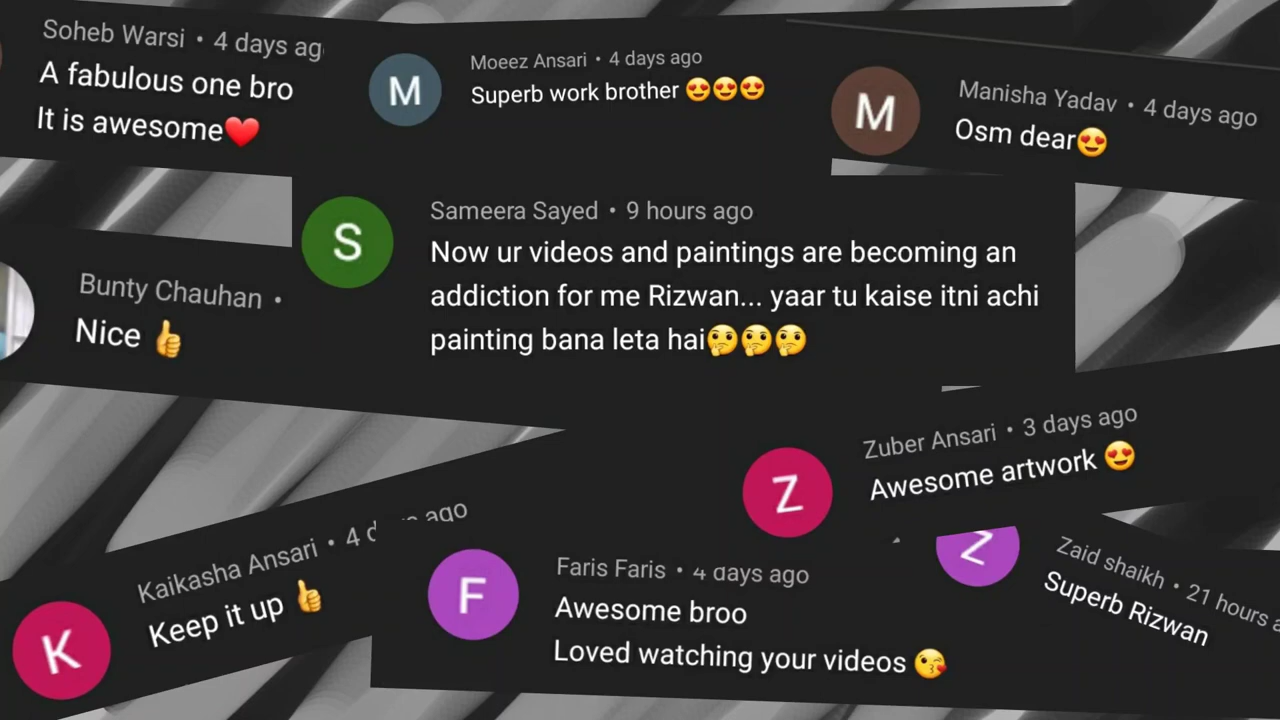 Soheb Warsi • 4 days ag
A fabulous one bro
It is awesome❤️
M
Moeez Ansari • 4 days ago
Superb work brother 😍😍😍
M
Manisha Yadav • 4 days ago
Osm dear😍
S
Sameera Sayed • 9 hours ago
Now ur videos and paintings are becoming an
addiction for me Rizwan... yaar tu kaise itni achi
painting bana leta hai🤔🤔🤔
Bunty Chauhan •
Nice 👍
Z
Zuber Ansari • 3 days ago
Awesome artwork 😍
K
Kaikasha Ansari • 4 days ago
Keep it up 👍
F
Faris Faris • 4 days ago
Awesome broo
Loved watching your videos 😘
Z
Zaid shaikh • 21 hours a
Superb Rizwan